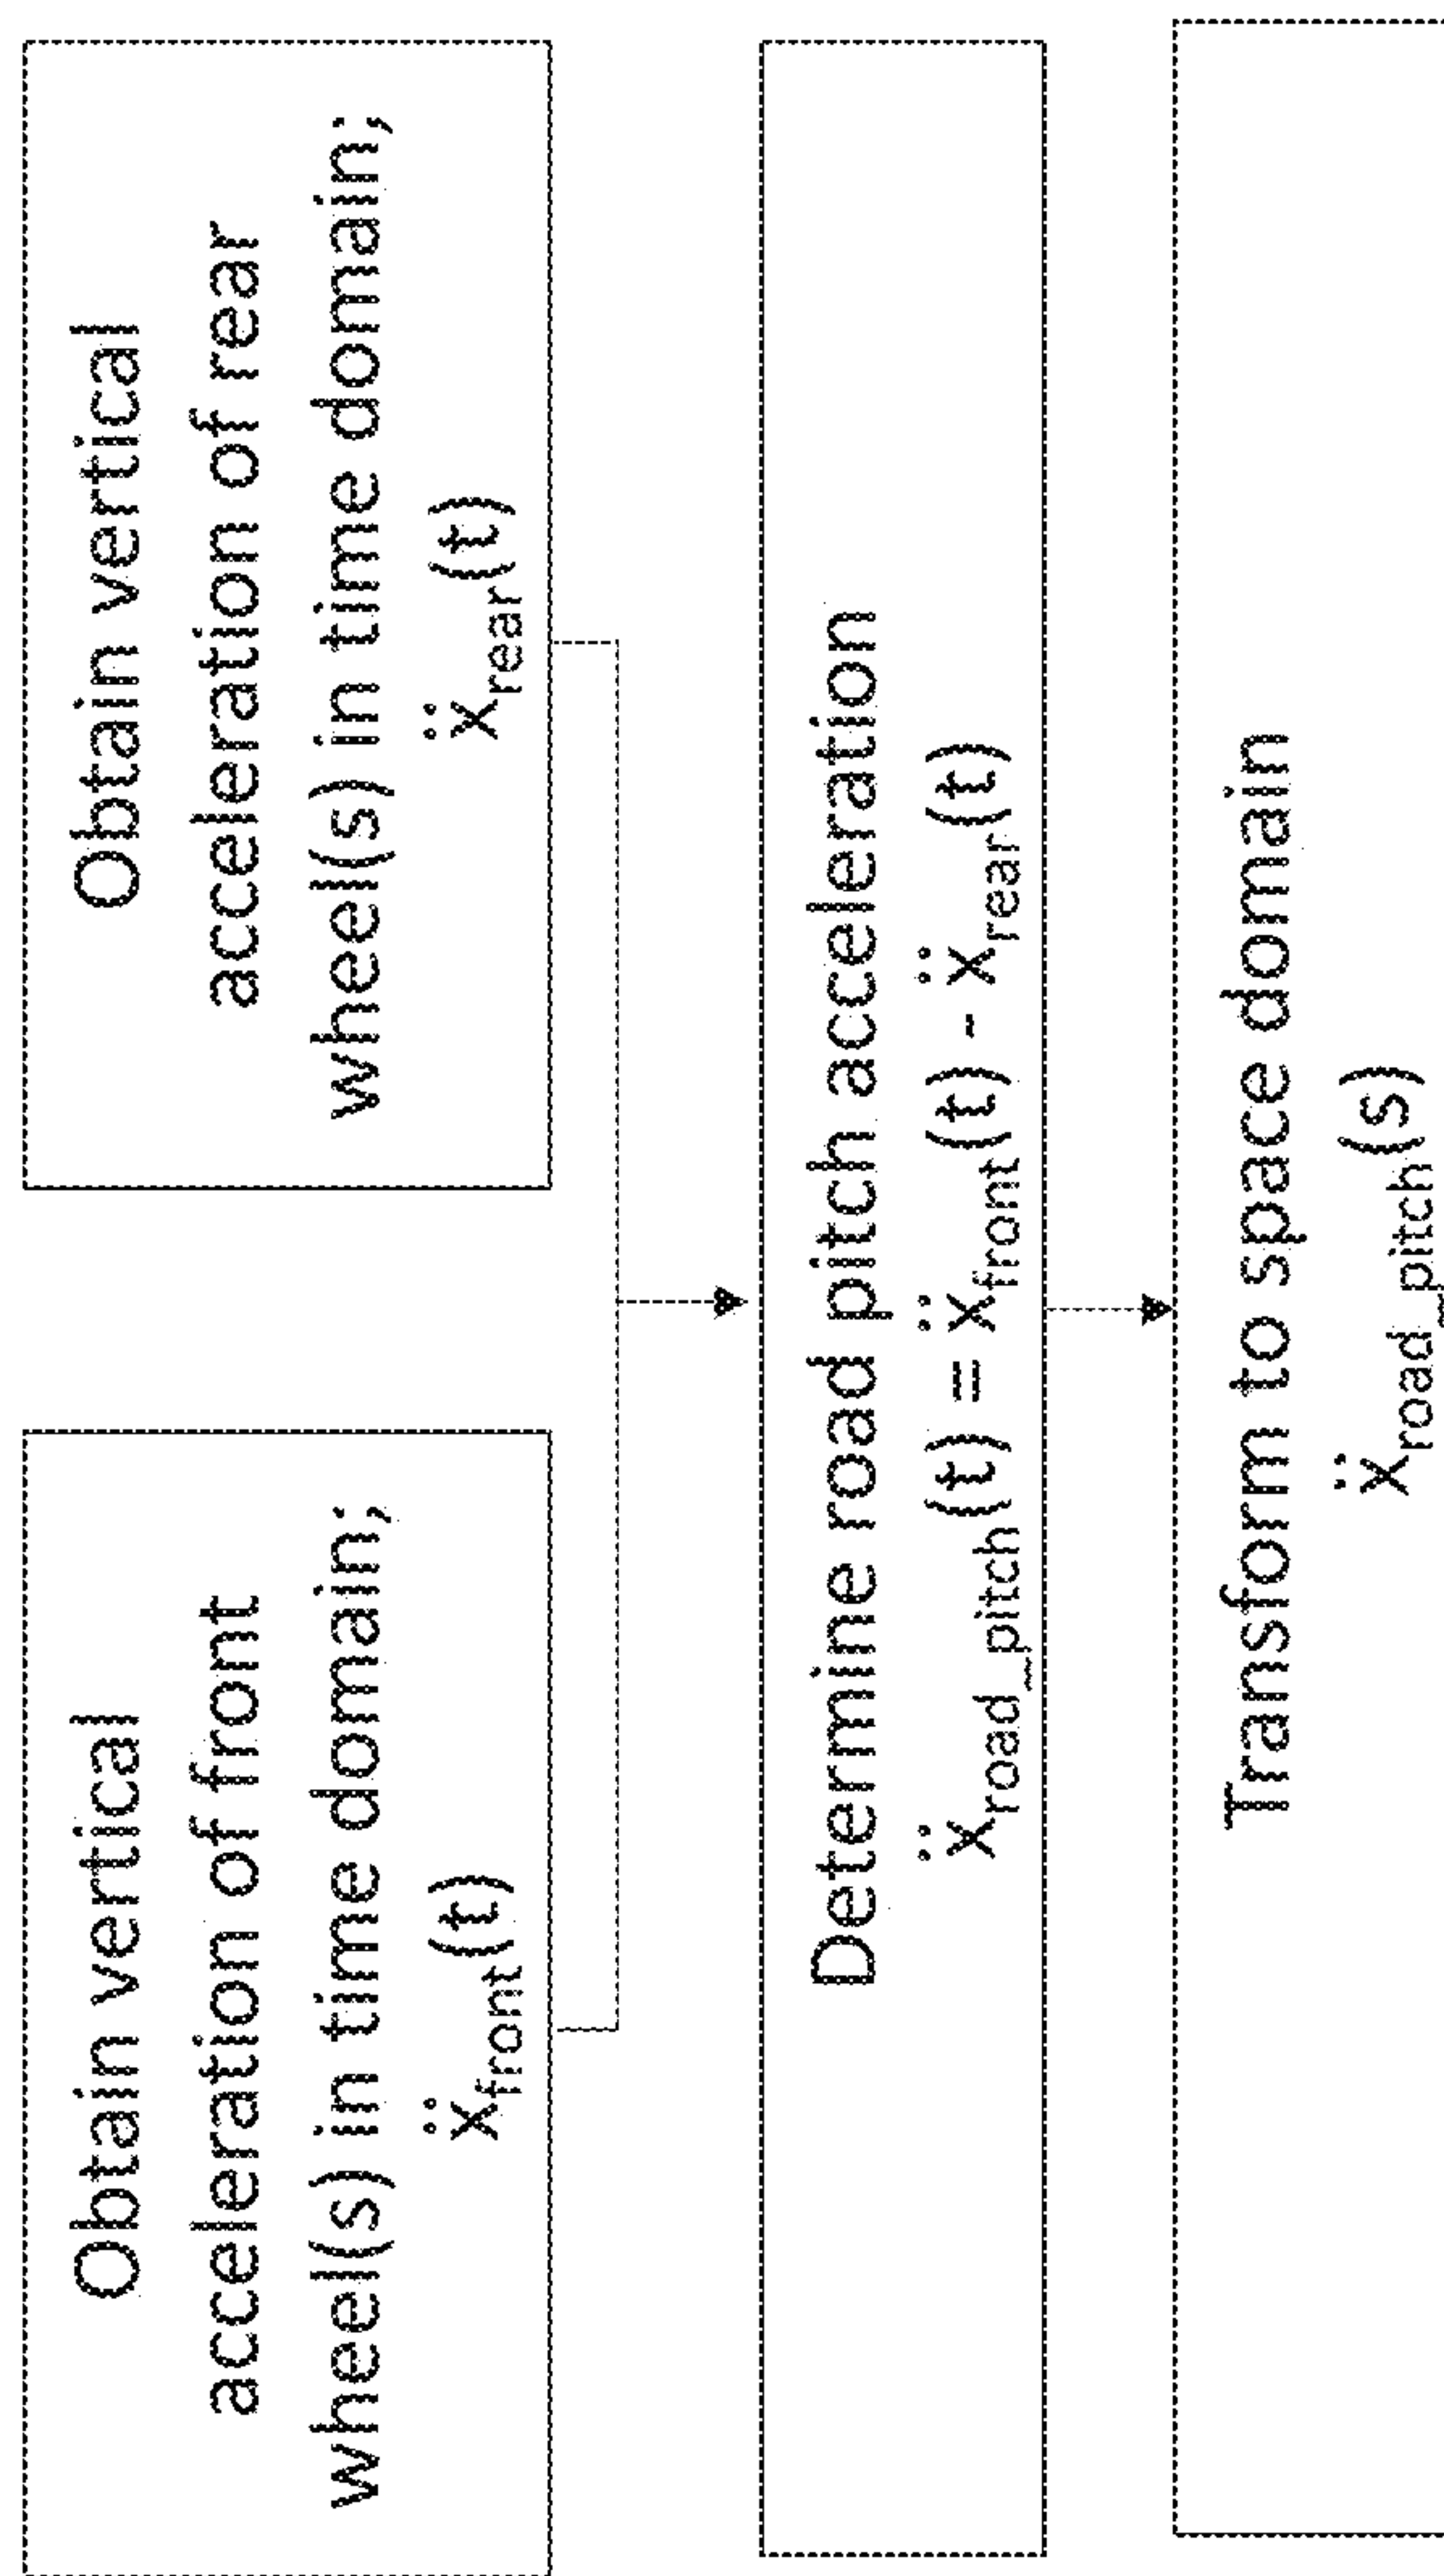 Obtain vertical
acceleration of front
wheel(s) in time domain;
ẍfront(t)
Obtain vertical
acceleration of rear
wheel(s) in time domain;
ẍrear(t)
Determine road pitch acceleration
ẍroad_pitch(t) = ẍfront(t) - ẍrear(t)
Transform to space domain
ẍroad_pitch(s)